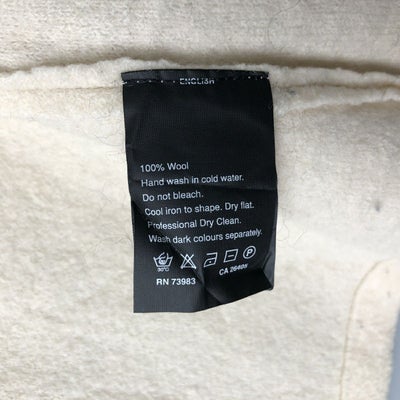 ENGLISH
100% Wool
Hand wash in cold water.
Do not bleach.
Cool iron to shape. Dry flat.
Professional Dry Clean.
Wash dark colours separately.
30°C P
RN 73983 CA 26408